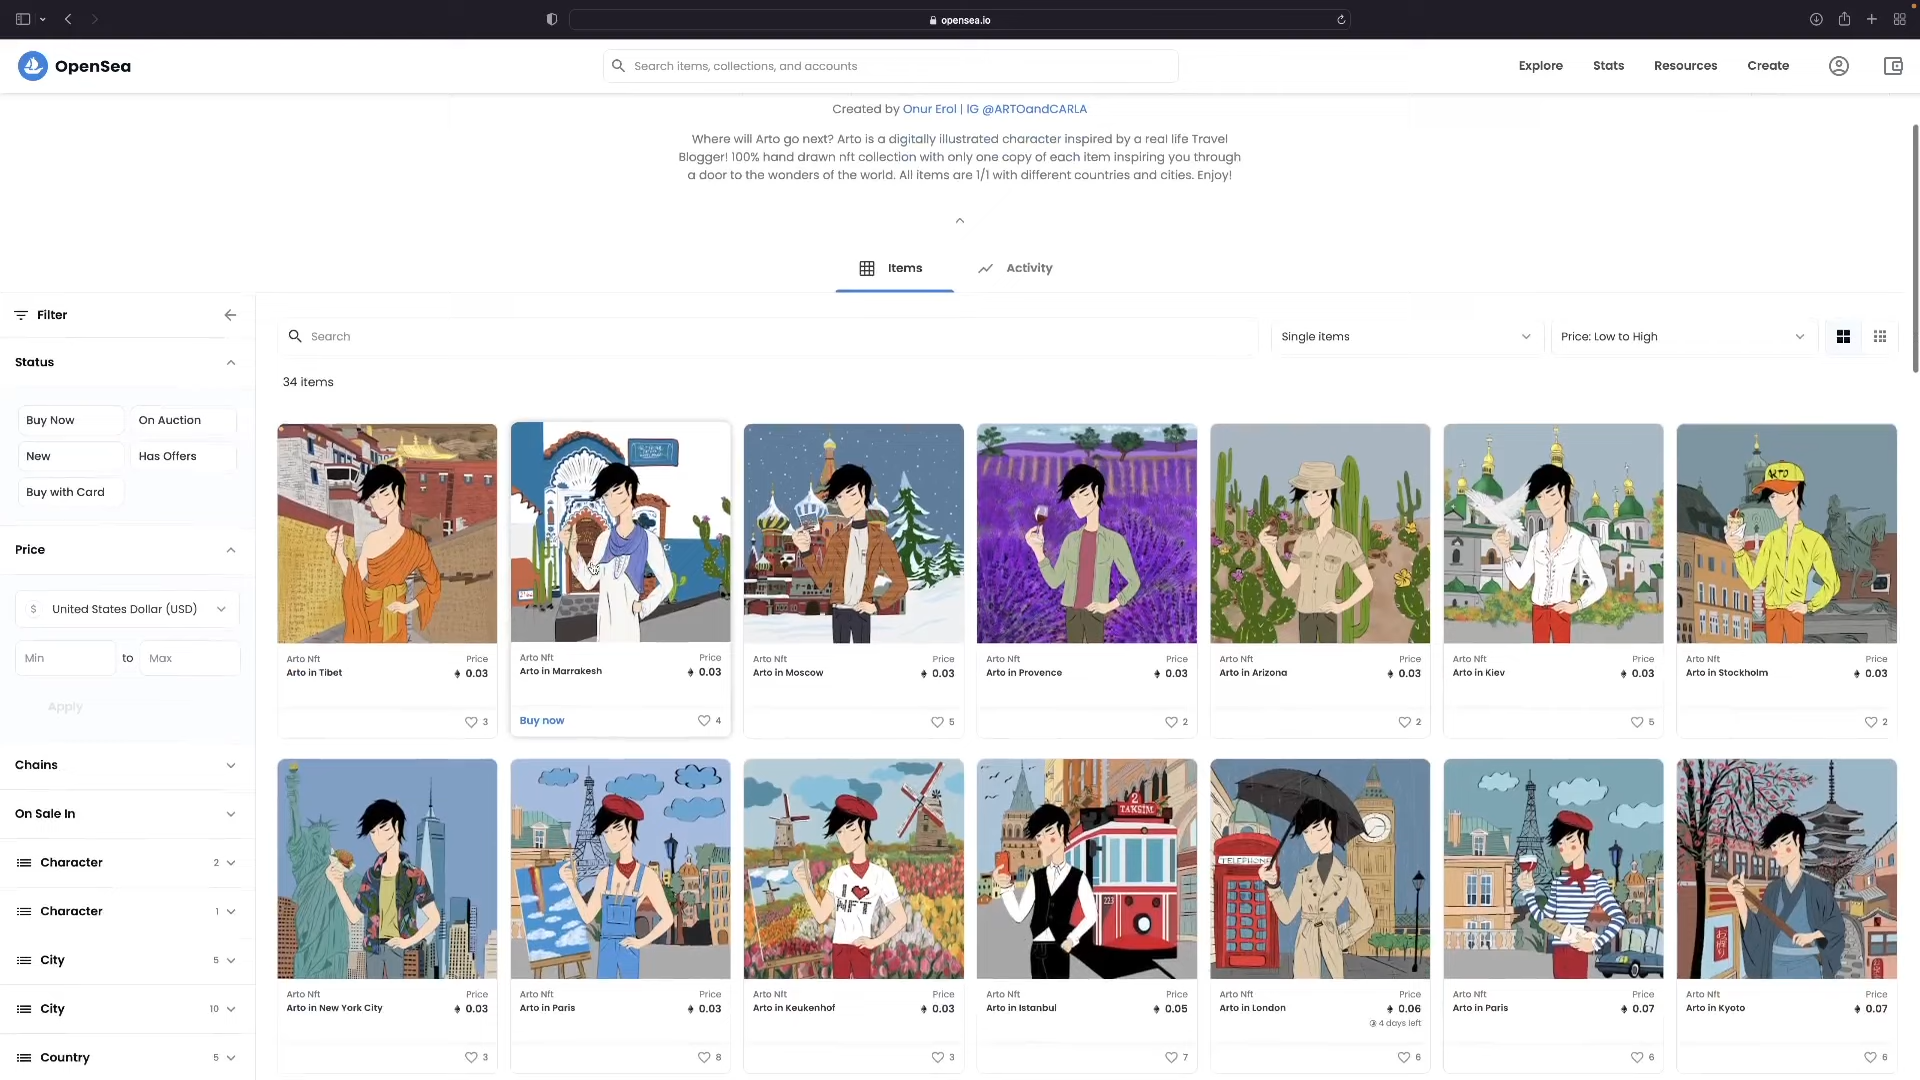 opensea.io
OpenSea
Search items, collections, and accounts
Explore
Stats
Resources
Create
Created by Onur Erol | IG @ARTOandCARLA
Where will Arto go next? Arto is a digitally illustrated character inspired by a real life Travel
Blogger! 100% hand drawn nft collection with only one copy of each item inspiring you through
a door to the wonders of the world. All items are 1/1 with different countries and cities. Enjoy!
Items
Activity
Filter
Search
Single items
Price: Low to High
Status
34 items
Buy Now
On Auction
New
Has Offers
Buy with Card
Price
$ United States Dollar (USD)
Min to Max
Apply
Chains
On Sale In
Character 2
Character 1
City 5
City 10
Country 5
ARTO
Arto Nft Price
Arto in Tibet 0.03
3
Arto Nft Price
Arto in Marrakesh 0.03
Buy now 4
Arto Nft Price
Arto in Moscow 0.03
5
Arto Nft Price
Arto in Provence 0.03
2
Arto Nft Price
Arto in Arizona 0.03
2
Arto Nft Price
Arto in Kiev 0.03
5
Arto Nft Price
Arto in Stockholm 0.03
2
I NFT
2
TAKSİM
223
TELEPHONE
Arto Nft Price
Arto in New York City 0.03
3
Arto Nft Price
Arto in Paris 0.03
8
Arto Nft Price
Arto in Keukenhof 0.03
3
Arto Nft Price
Arto in Istanbul 0.05
7
Arto Nft Price
Arto in London 0.06
4 days left
6
Arto Nft Price
Arto in Paris 0.07
6
Arto Nft Price
Arto in Kyoto 0.07
6